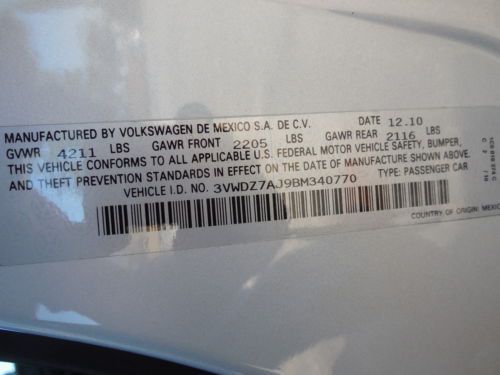 MANUFACTURED BY VOLKSWAGEN DE MEXICO S.A. DE C.V. DATE 12.10
GVWR 4211 LBS GAWR FRONT 2205 LBS GAWR REAR 2116 LBS
THIS VEHICLE CONFORMS TO ALL APPLICABLE U.S. FEDERAL MOTOR VEHICLE SAFETY, BUMPER,
AND THEFT PREVENTION STANDARDS IN EFFECT ON THE DATE OF MANUFACTURE SHOWN ABOVE.
VEHICLE I.D. NO. 3VWDZ7AJ9BM340770 TYPE: PASSENGER CAR
COUNTRY OF ORIGIN: MEXICO